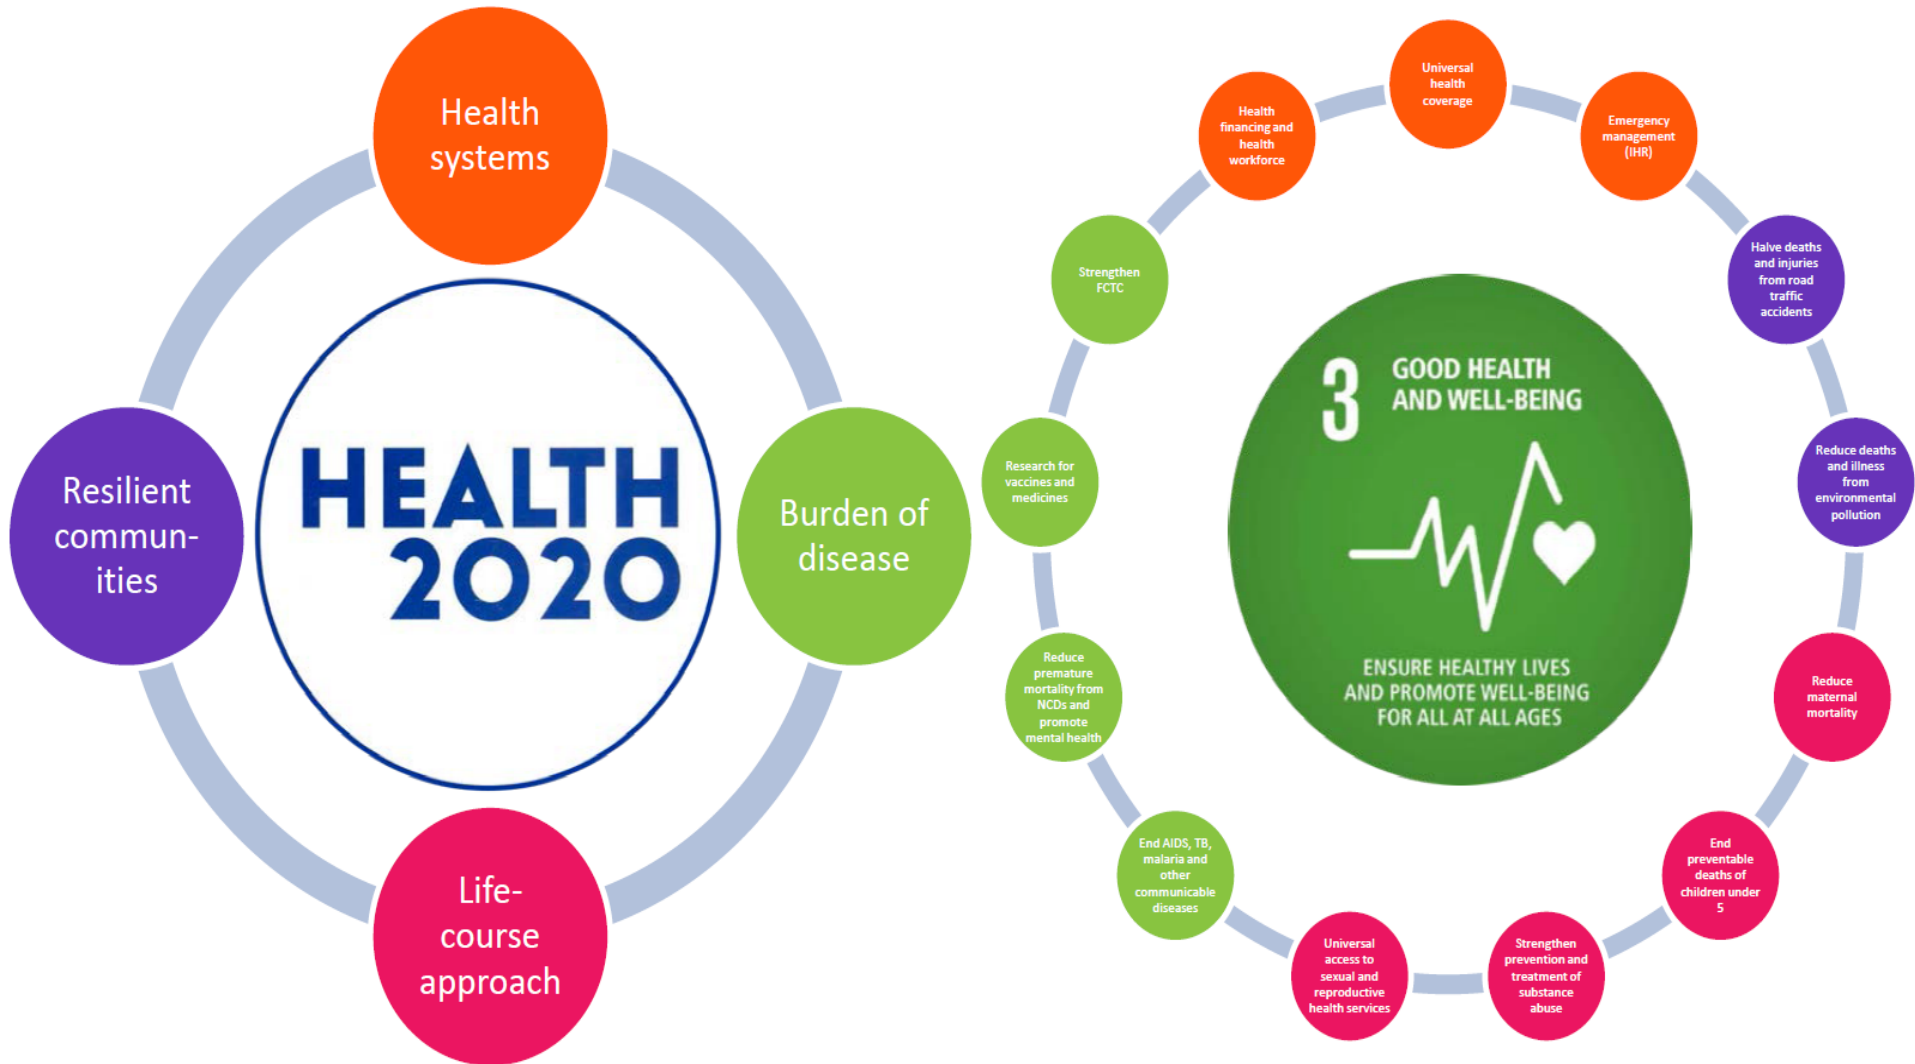 Health
systems
Resilient
commun-
ities
HEALTH
2020
Burden of
disease
Life-
course
approach
Universal
health
coverage
Emergency
management
(IHR)
Halve deaths
and injuries
from road
traffic
accidents
Reduce deaths
and illness
from
environmental
pollution
Reduce
maternal
mortality
End
preventable
deaths of
children under
5
Strengthen
prevention and
treatment of
substance
abuse
Universal
access to
sexual and
reproductive
health services
End AIDS, TB,
malaria and
other
communicable
diseases
Reduce
premature
mortality from
NCDs and
promote
mental health
Research for
vaccines and
medicines
Strengthen
FCTC
Health
financing and
health
workforce
3 GOOD HEALTH
AND WELL-BEING
ENSURE HEALTHY LIVES
AND PROMOTE WELL-BEING
FOR ALL AT ALL AGES